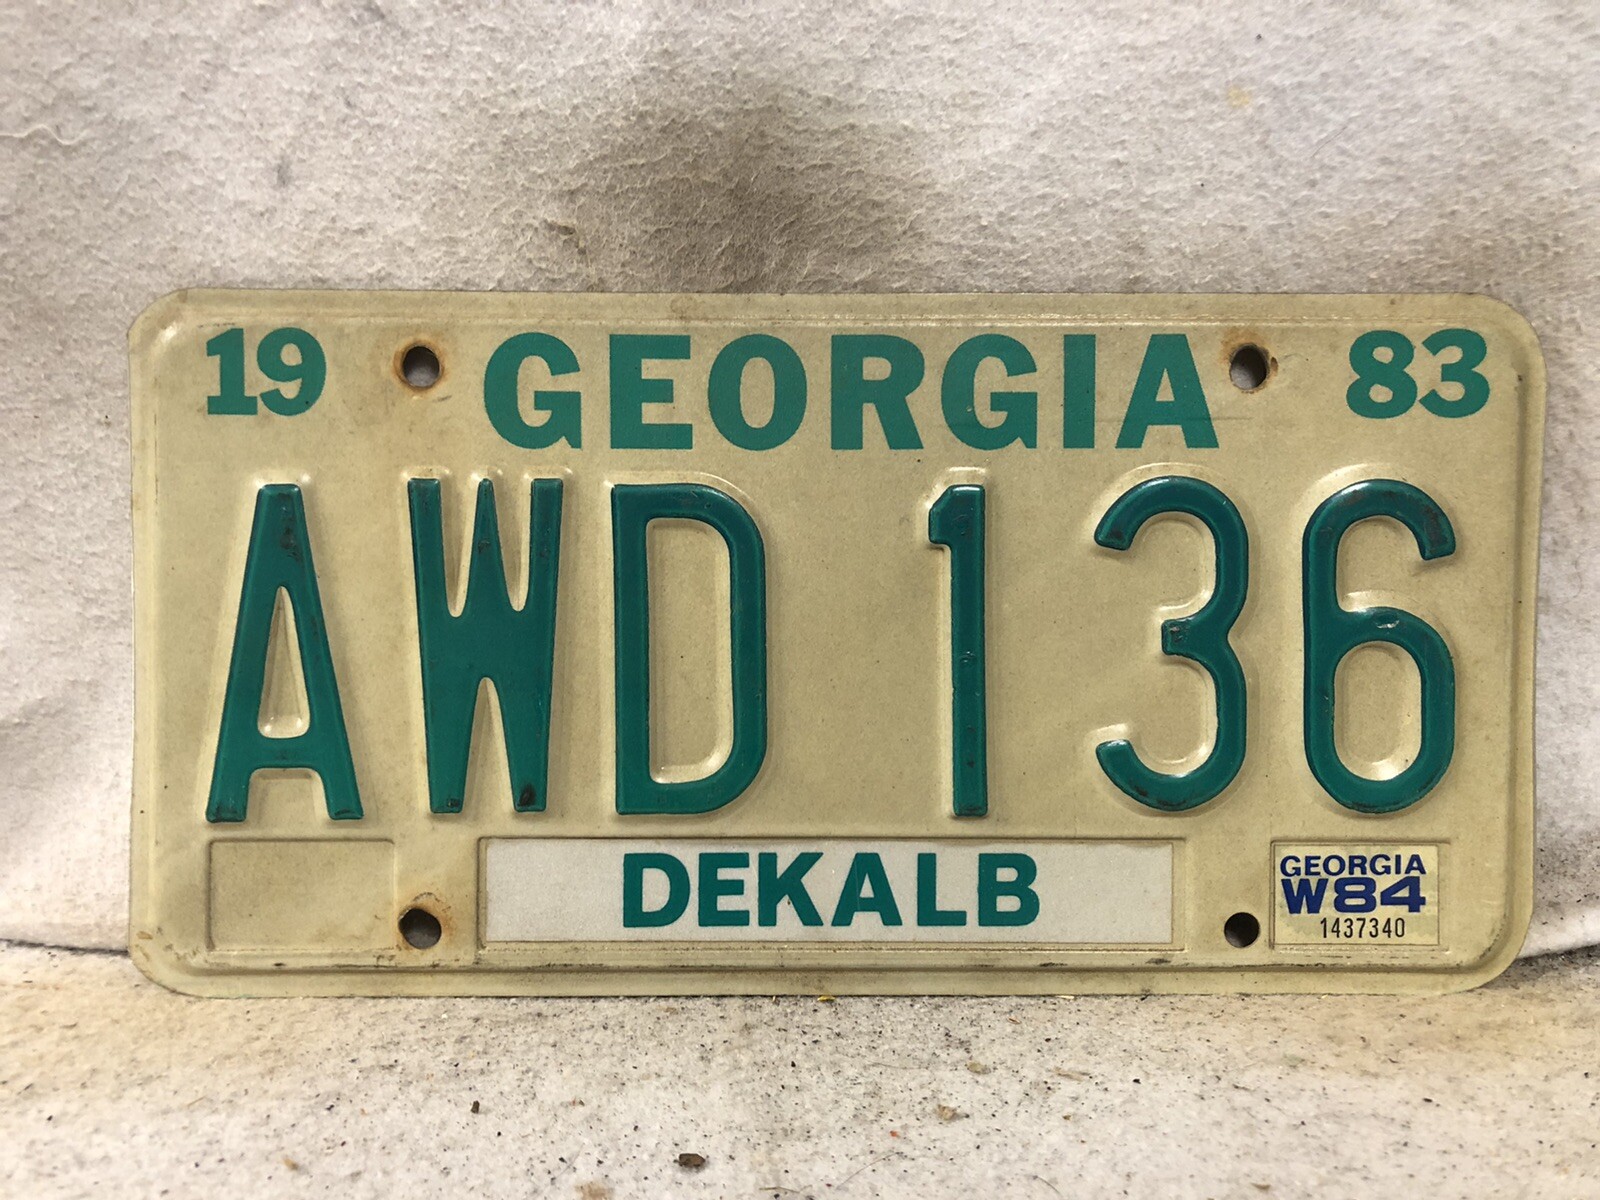 19 GEORGIA 83
AWD 136
DEKALB
GEORGIA
W84
1437340